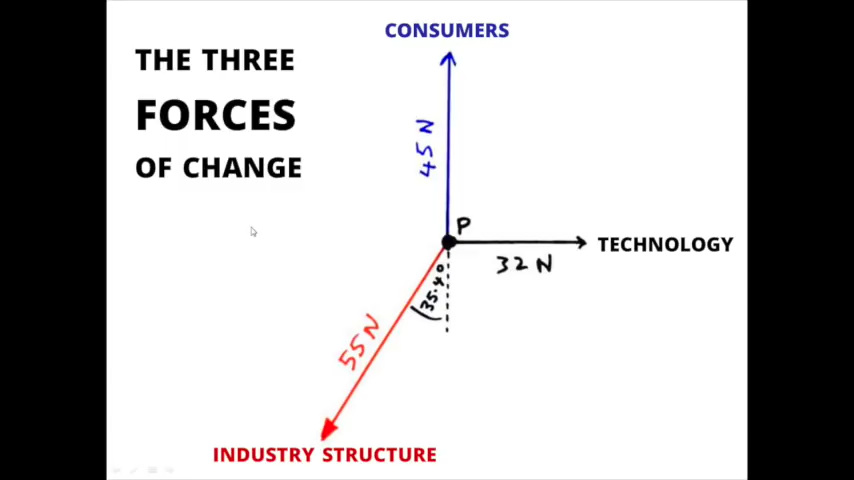 CONSUMERS
THE THREE
FORCES
OF CHANGE
45 N
P
TECHNOLOGY
32 N
35.4°
55 N
INDUSTRY STRUCTURE